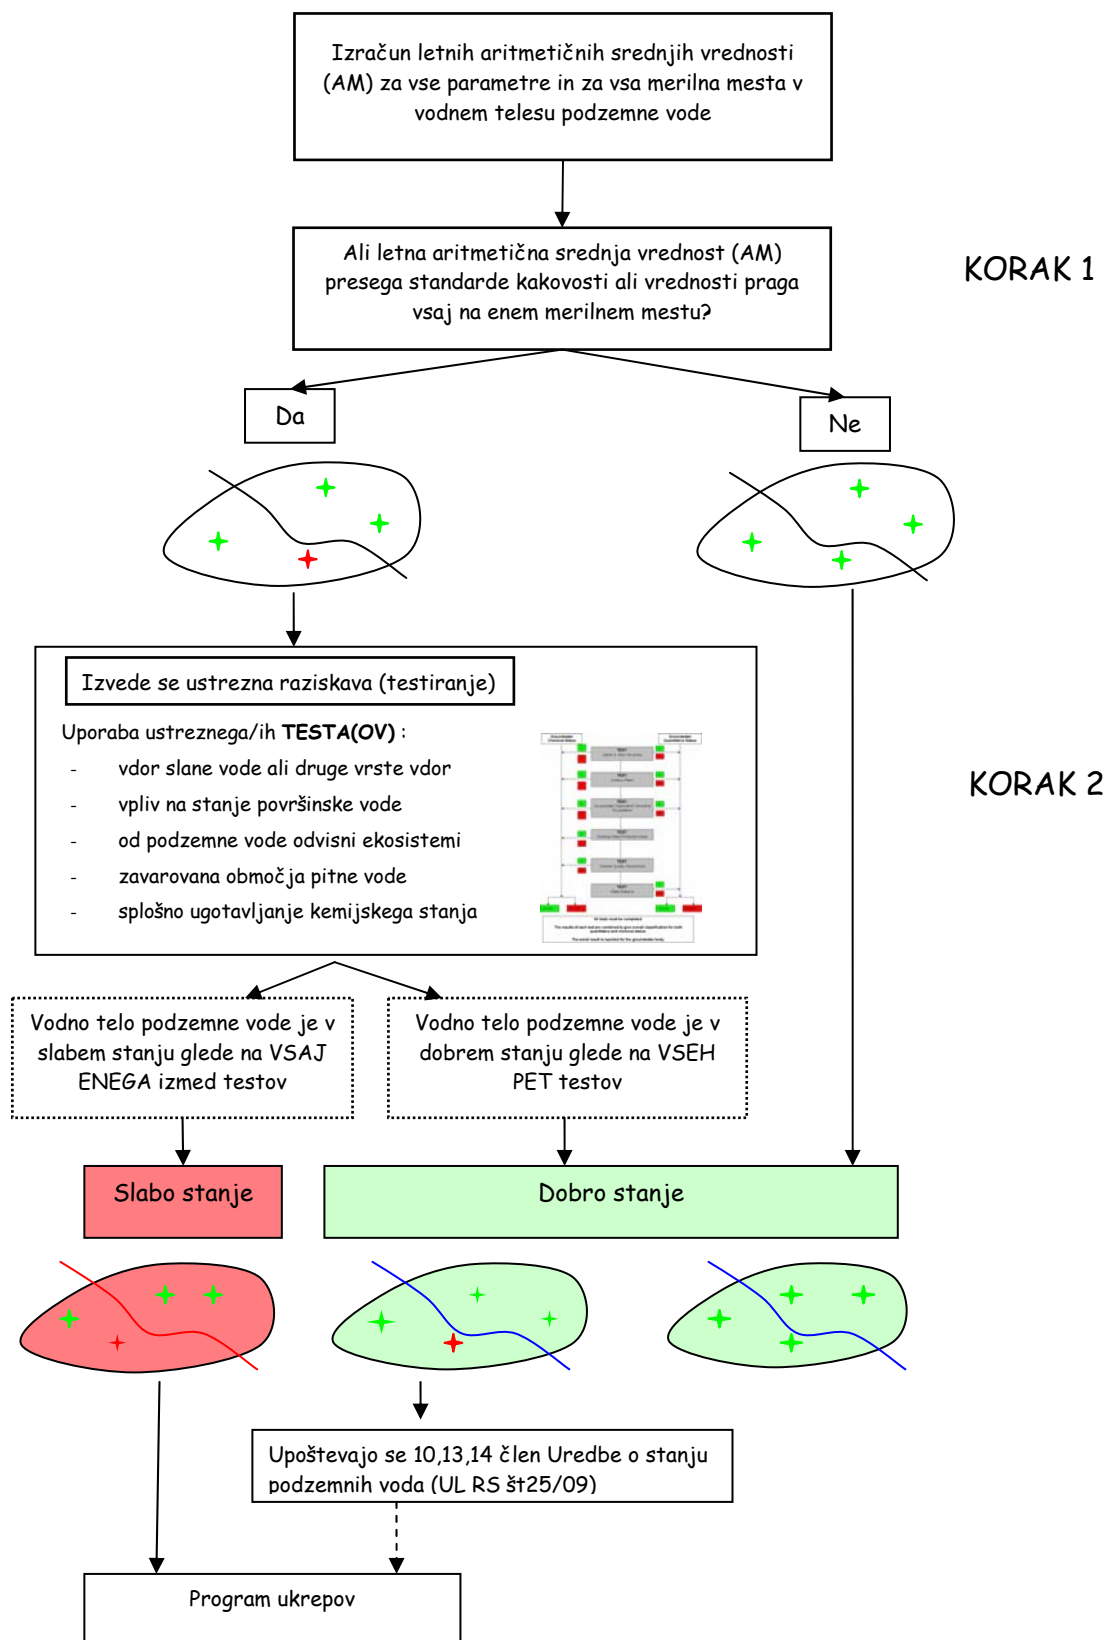 Izračun letnih aritmetičnih srednjih vrednosti
(AM) za vse parametre in za vsa merilna mesta v
vodnem telesu podzemne vode
Ali letna aritmetična srednja vrednost (AM)
presega standarde kakovosti ali vrednosti praga
vsaj na enem merilnem mestu?
KORAK 1
Da
Ne
Izvede se ustrezna raziskava (testiranje)
Uporaba ustreznega/ih TESTA(OV) :
- vdor slane vode ali druge vrste vdor
- vpliv na stanje površinske vode
- od podzemne vode odvisni ekosistemi
- zavarovana območja pitne vode
- splošno ugotavljanje kemijskega stanja
TEST
TEST
TEST
TEST
TEST
TEST
KORAK 2
Vodno telo podzemne vode je v
slabem stanju glede na VSAJ
ENEGA izmed testov
Vodno telo podzemne vode je v
dobrem stanju glede na VSEH
PET testov
Slabo stanje
Dobro stanje
Upoštevajo se 10,13,14 člen Uredbe o stanju
podzemnih voda (UL RS št25/09)
Program ukrepov